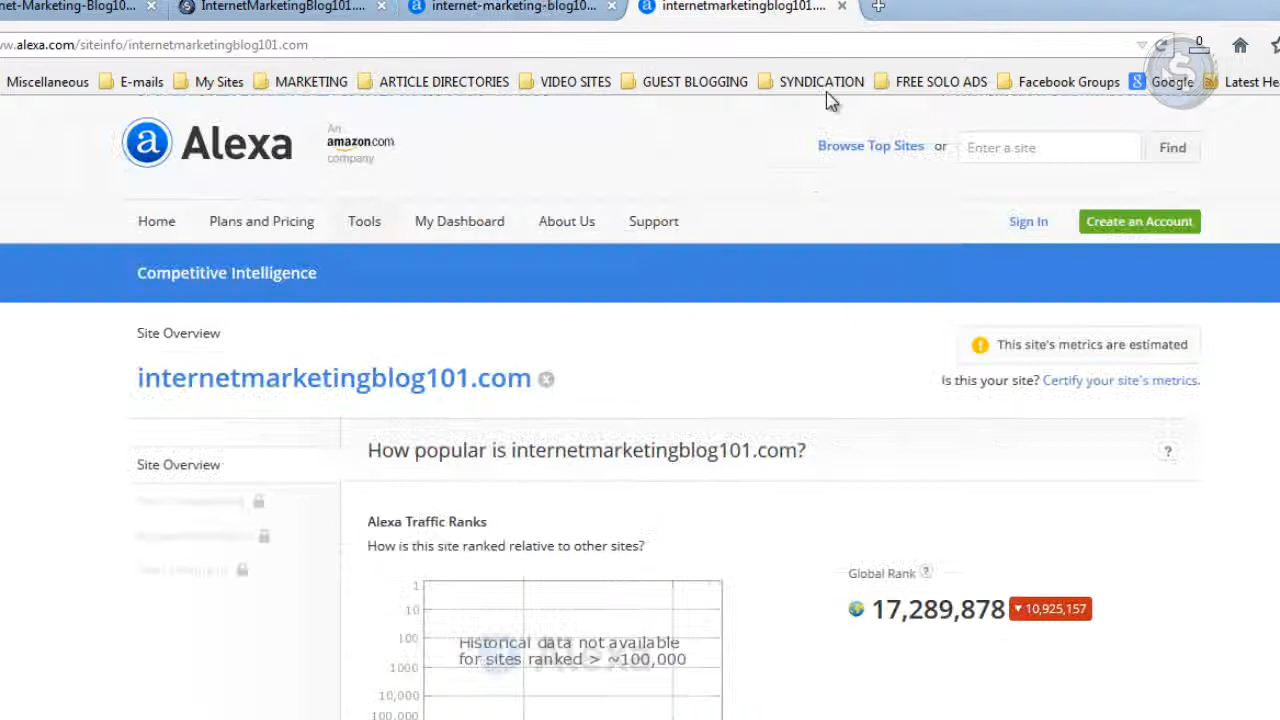 rnet-Marketing-Blog10... InternetMarketingBlog101.... internet-marketing-blog10... internetmarketingblog101....
w.alexa.com/siteinfo/internetmarketingblog101.com
0
Miscellaneous E-mails My Sites MARKETING ARTICLE DIRECTORIES VIDEO SITES GUEST BLOGGING SYNDICATION FREE SOLO ADS Facebook Groups Google Latest He
a Alexa
An
amazon.com
company
Browse Top Sites or Enter a site Find
Home Plans and Pricing Tools My Dashboard About Us Support Sign In Create an Account
Competitive Intelligence
Site Overview
This site's metrics are estimated
internetmarketingblog101.com
Is this your site? Certify your site's metrics.
How popular is internetmarketingblog101.com? ?
Site Overview
Alexa Traffic Ranks
How is this site ranked relative to other sites?
Global Rank ?
17,289,878 10,925,157
1
10
100
1000
10,000
100,000
Historical data not available
for sites ranked > ~100,000